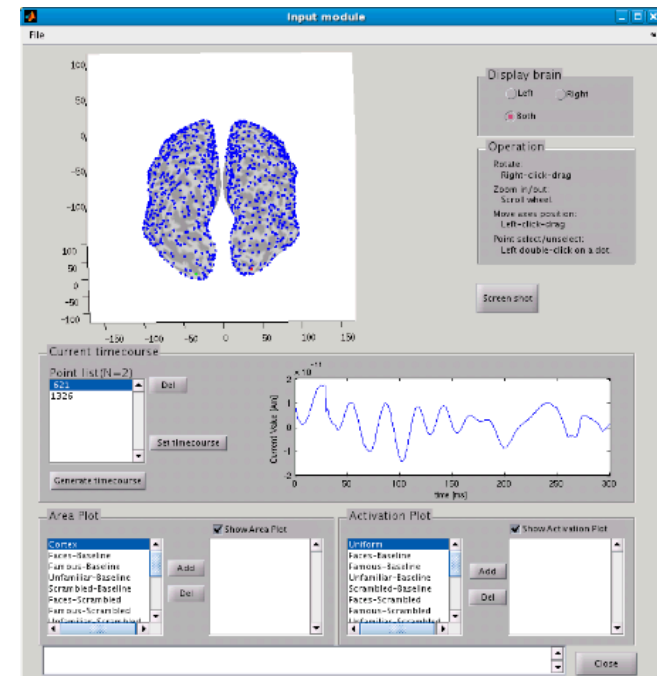 Input module
File
100
50
0
-50
-100
100
50
0
-50
-100
-150 -100 -50 0 50 100 150
Display brain
Left Right
Both
Operation
Rotate:
Right-click-drag
Zoom in/out:
Scroll wheel
Move axes position:
Left-click-drag
Point select/unselect:
Left double-click on a dot.
Screen shot
Current timecourse
Point list(N=2)
621
1326
Del
Set timecourse
Generate timecourse
2
1
0
-1
-2
Current Value [Am]
0 50 100 150 200 250 300
time [ms]
Area Plot
Show Area Plot
Cortex
Faces-Baseline
Famous-Baseline
Unfamiliar-Baseline
Scrambled-Baseline
Faces-Scrambled
Famous-Scrambled
Unfamiliar-Scrambled
Add
Del
Activation Plot
Show Activation Plot
Uniform
Faces-Baseline
Famous-Baseline
Unfamiliar-Baseline
Scrambled-Baseline
Faces-Scrambled
Famous-Scrambled
Unfamiliar-Scrambled
Add
Del
Close